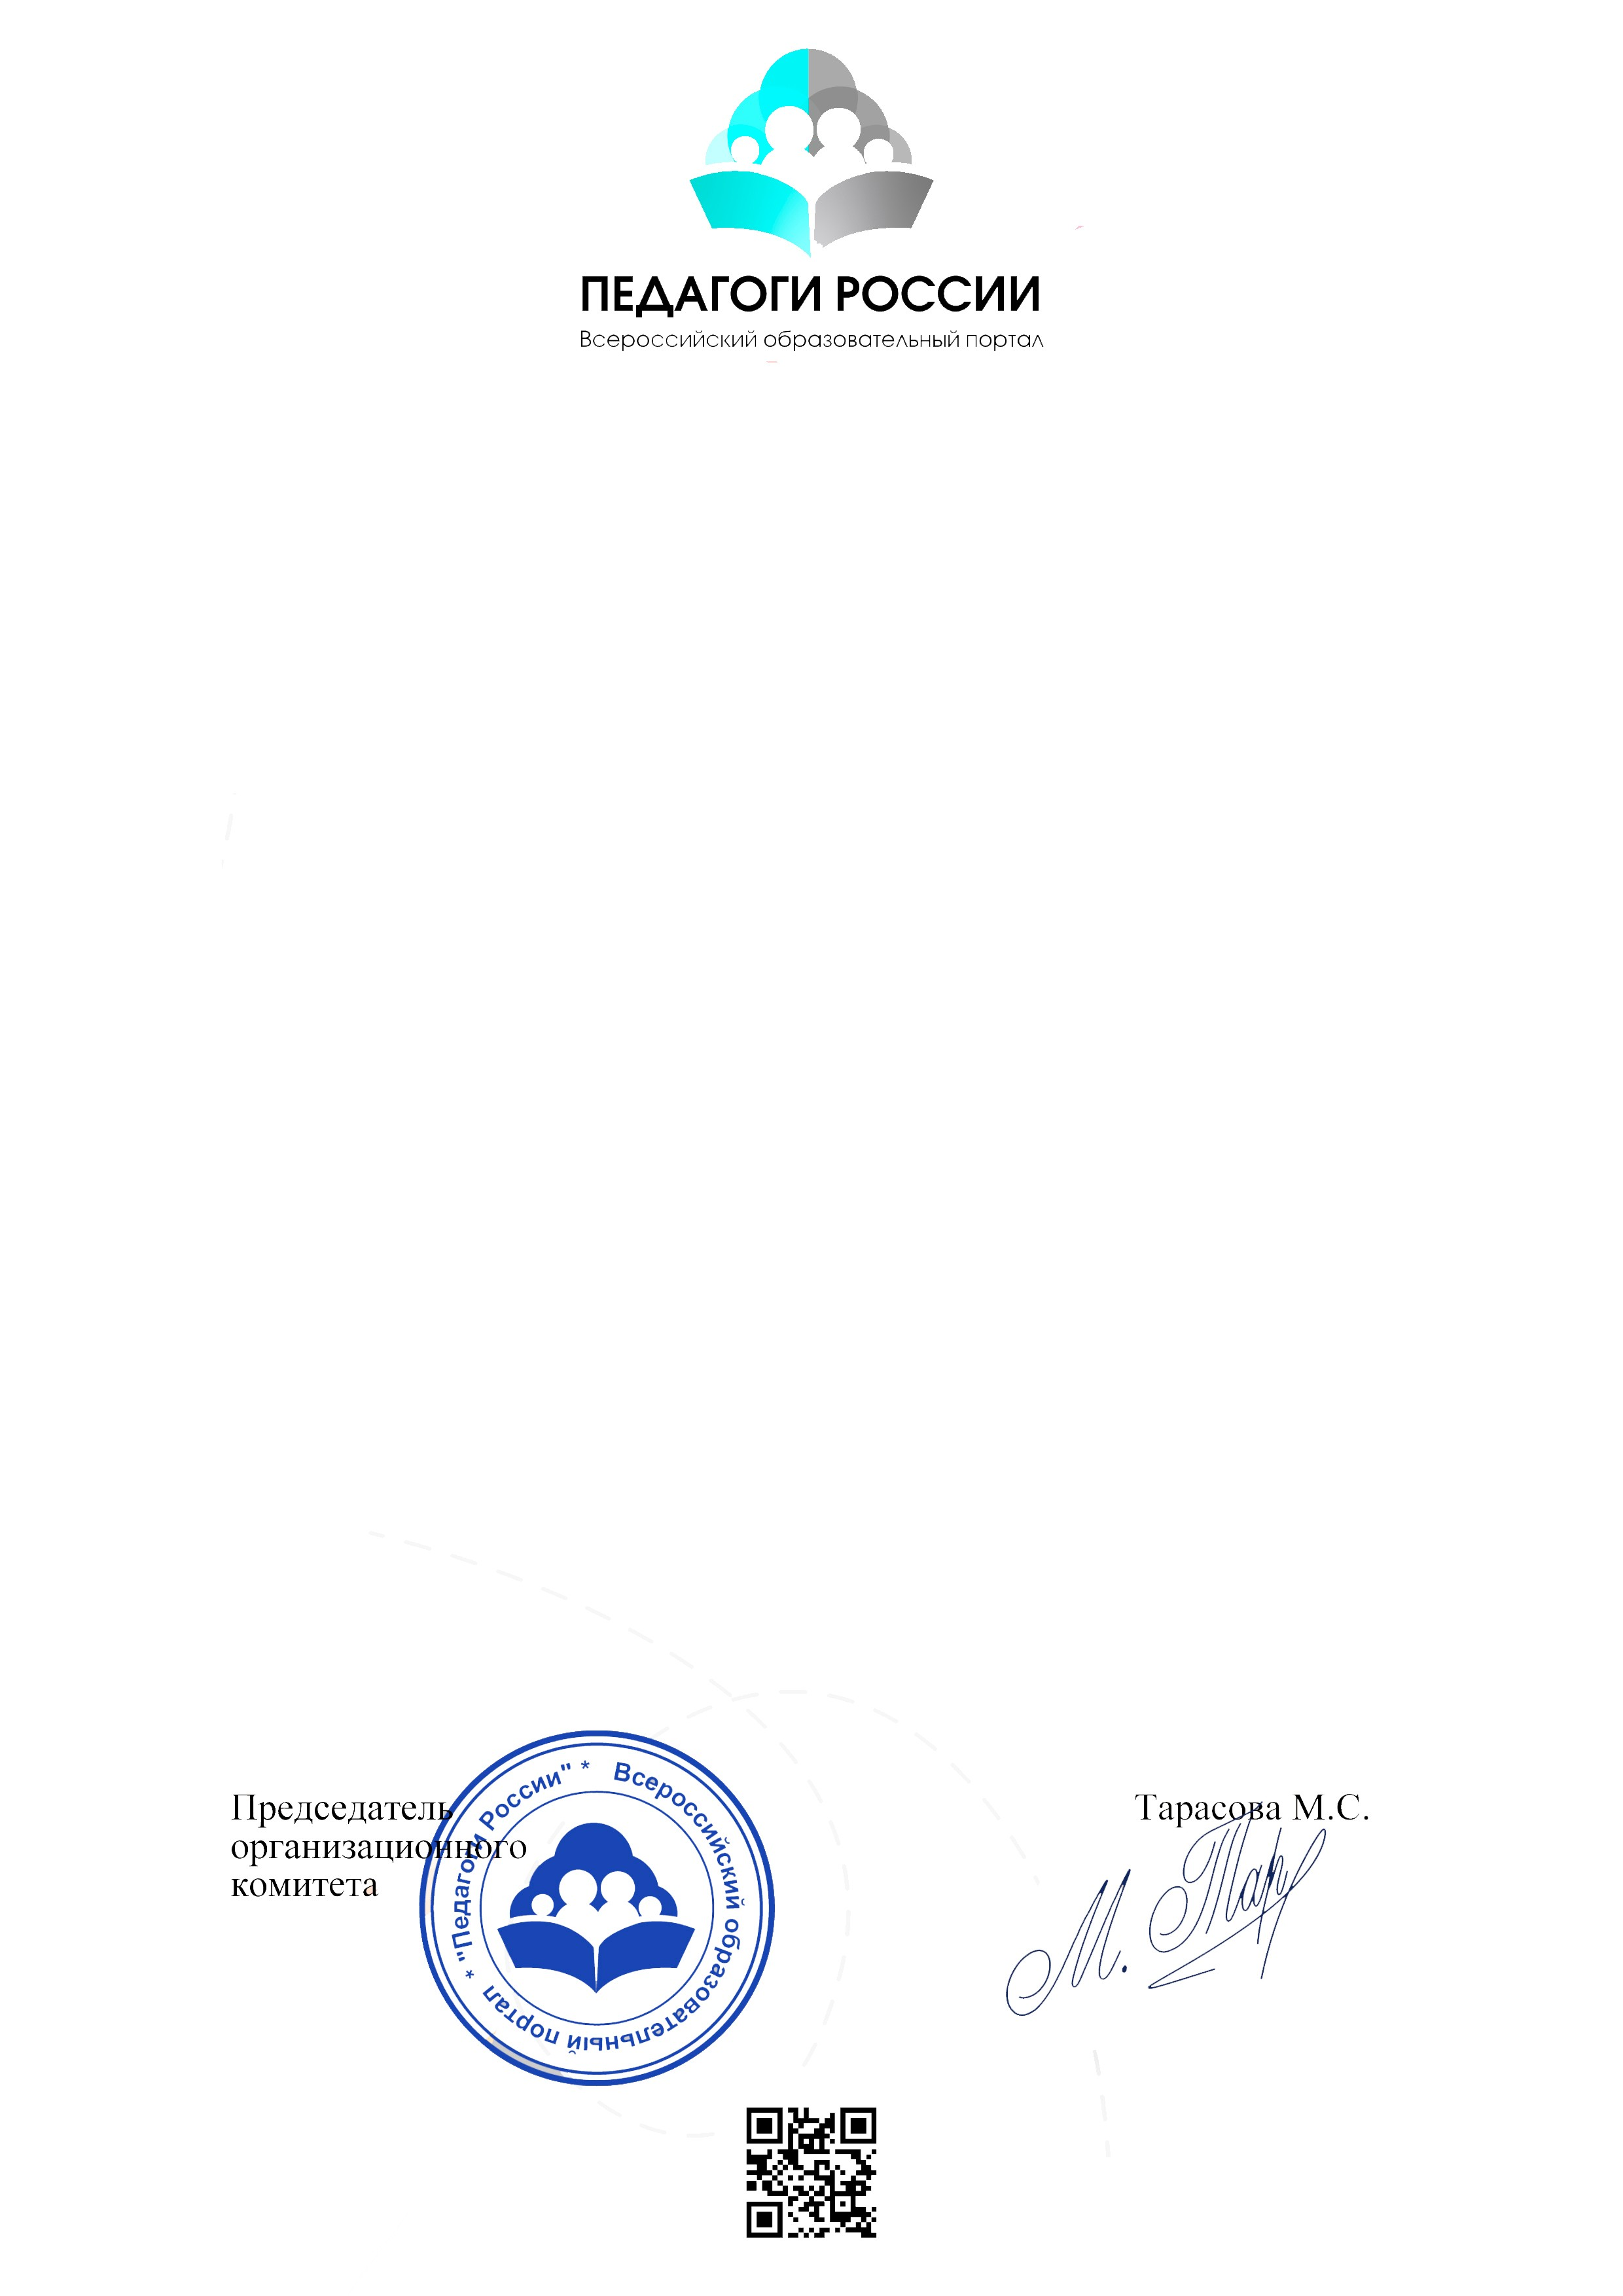 ПЕДАГОГИ РОССИИ
Всероссийский образовательный портал
Председатель
организационного
комитета
Тарасова М.С.
* "Педагоги России" * Всероссийский образовательный портал
М. Тар